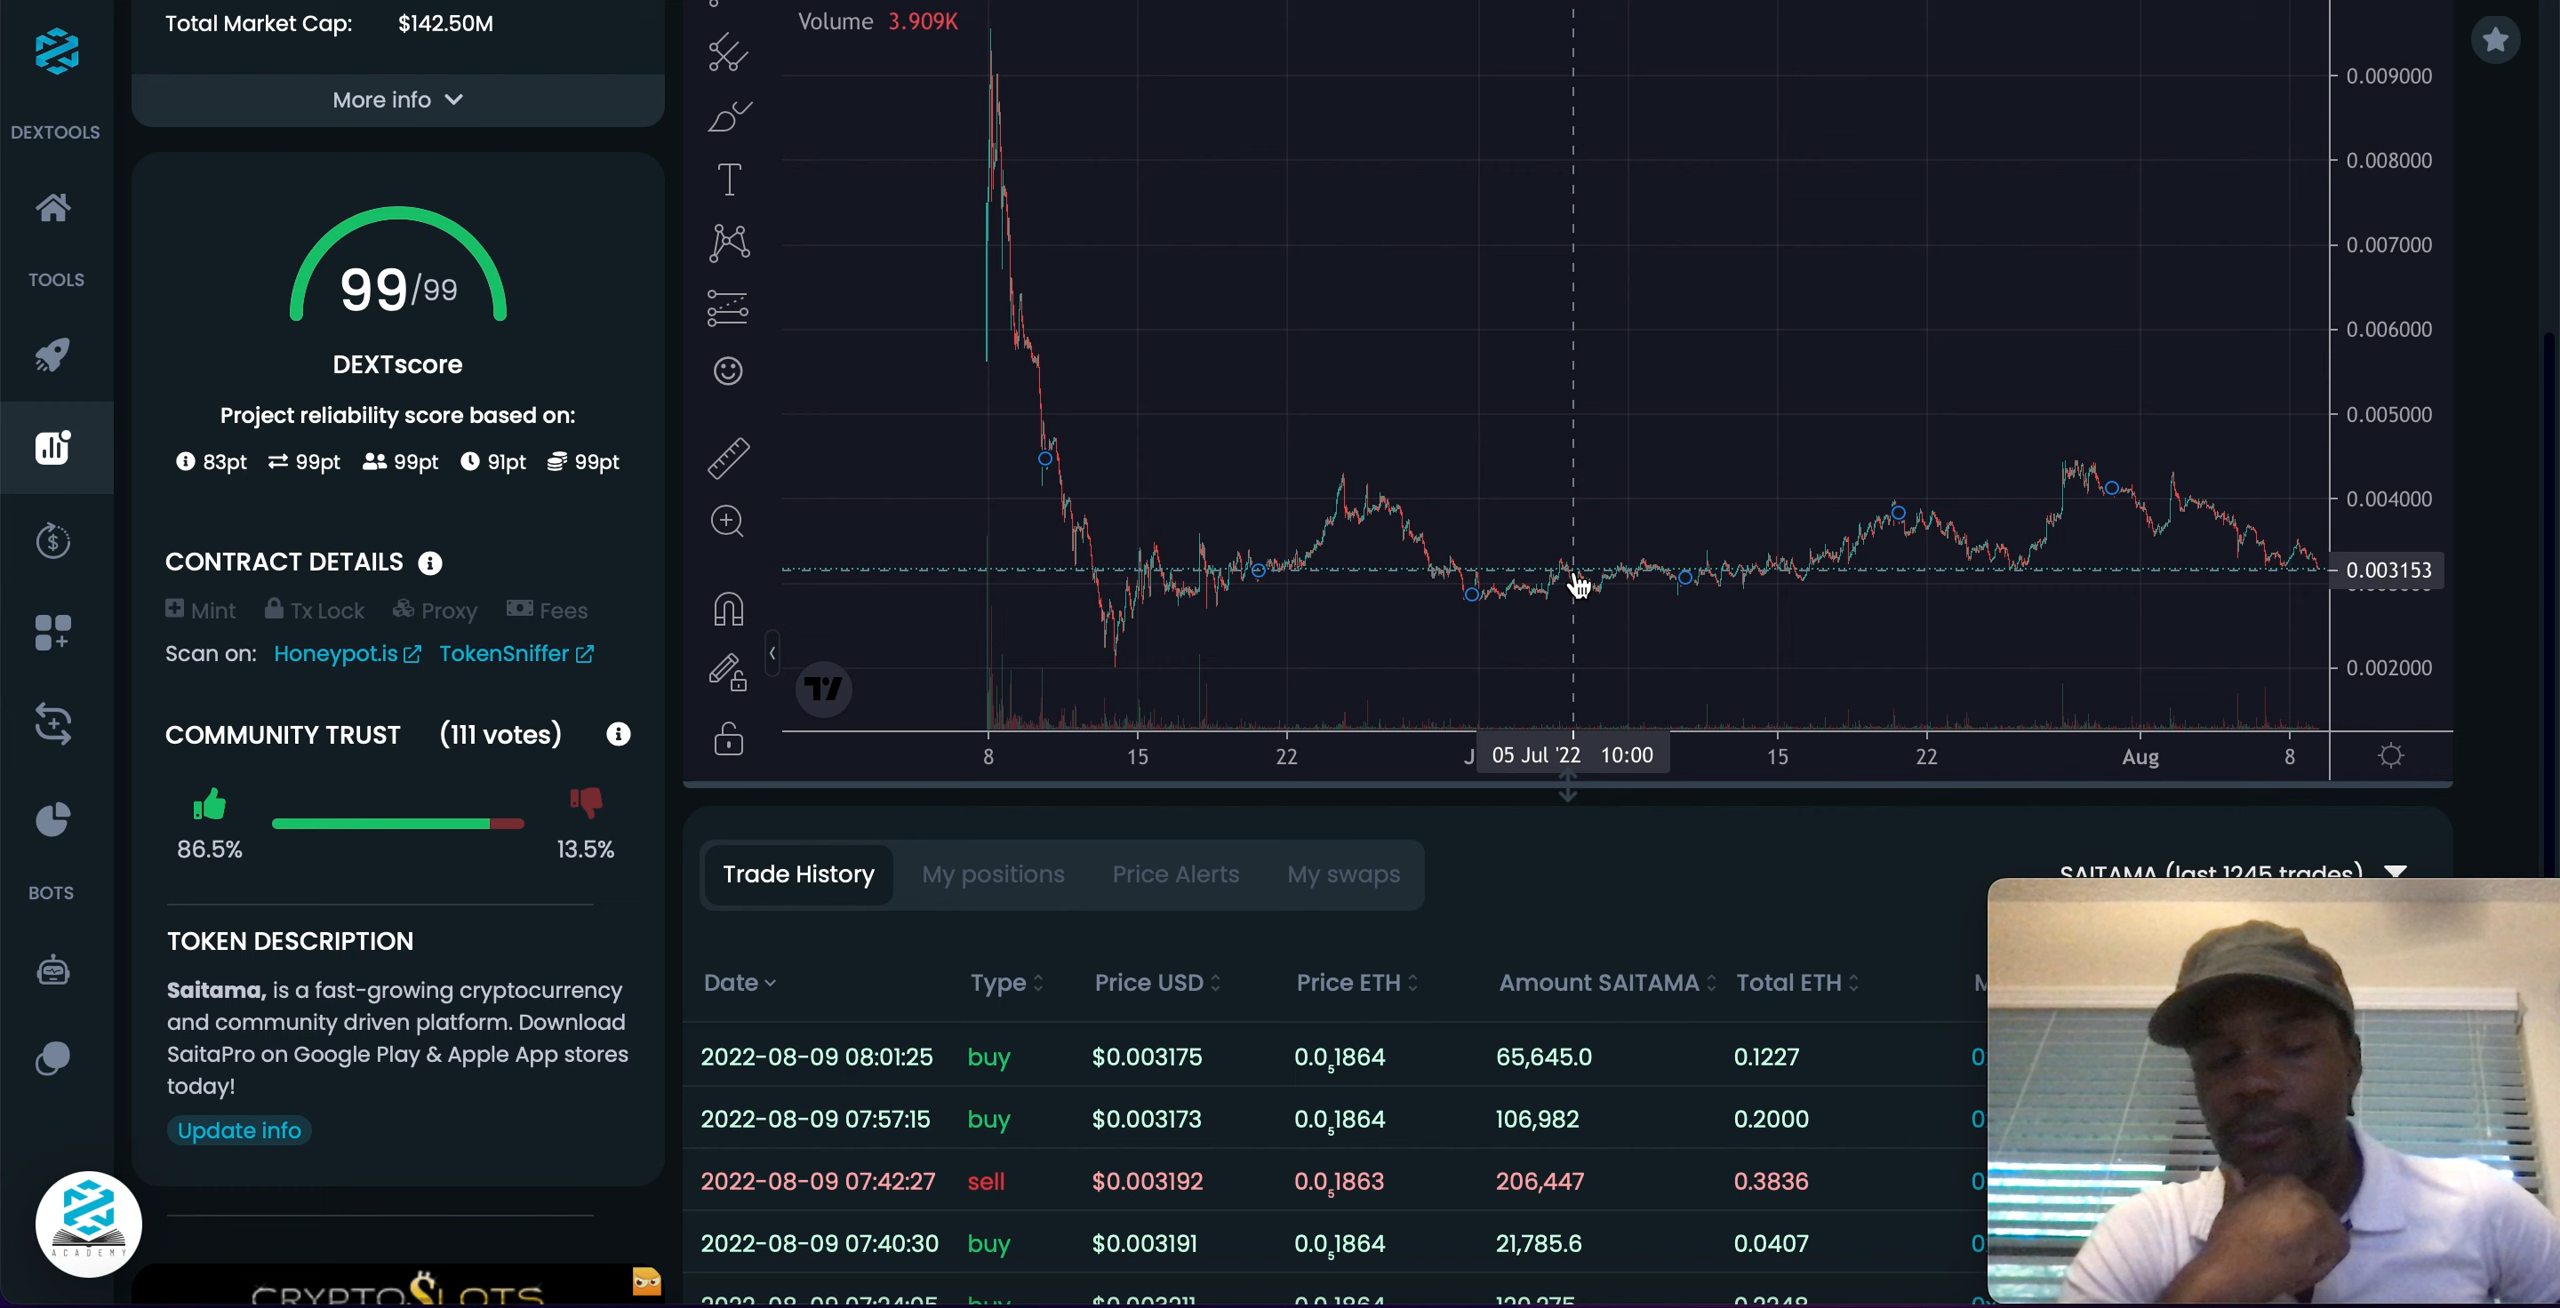 Total Market Cap: $142.50M
More info
DEXTOOLS
TOOLS
BOTS
99/99
DEXTscore
Project reliability score based on:
83pt 99pt 99pt 91pt 99pt
CONTRACT DETAILS
Mint Tx Lock Proxy Fees
Scan on: Honeypot.is TokenSniffer
COMMUNITY TRUST (111 votes)
86.5% 13.5%
TOKEN DESCRIPTION
Saitama, is a fast-growing cryptocurrency
and community driven platform. Download
SaitaPro on Google Play & Apple App stores
today!
Update info
ACADEMY
CRYPTOSLOTS
Volume 3.909K
0.009000
0.008000
0.007000
0.006000
0.005000
0.004000
0.003153
0.002000
8 15 22 05 Jul '22 10:00 15 22 Aug 8
Trade History My positions Price Alerts My swaps
SAITAMA (last 1245 trades)
Date Type Price USD Price ETH Amount SAITAMA Total ETH M
2022-08-09 08:01:25 buy $0.003175 0.0₅1864 65,645.0 0.1227
2022-08-09 07:57:15 buy $0.003173 0.0₅1864 106,982 0.2000
2022-08-09 07:42:27 sell $0.003192 0.0₅1863 206,447 0.3836
2022-08-09 07:40:30 buy $0.003191 0.0₅1864 21,785.6 0.0407